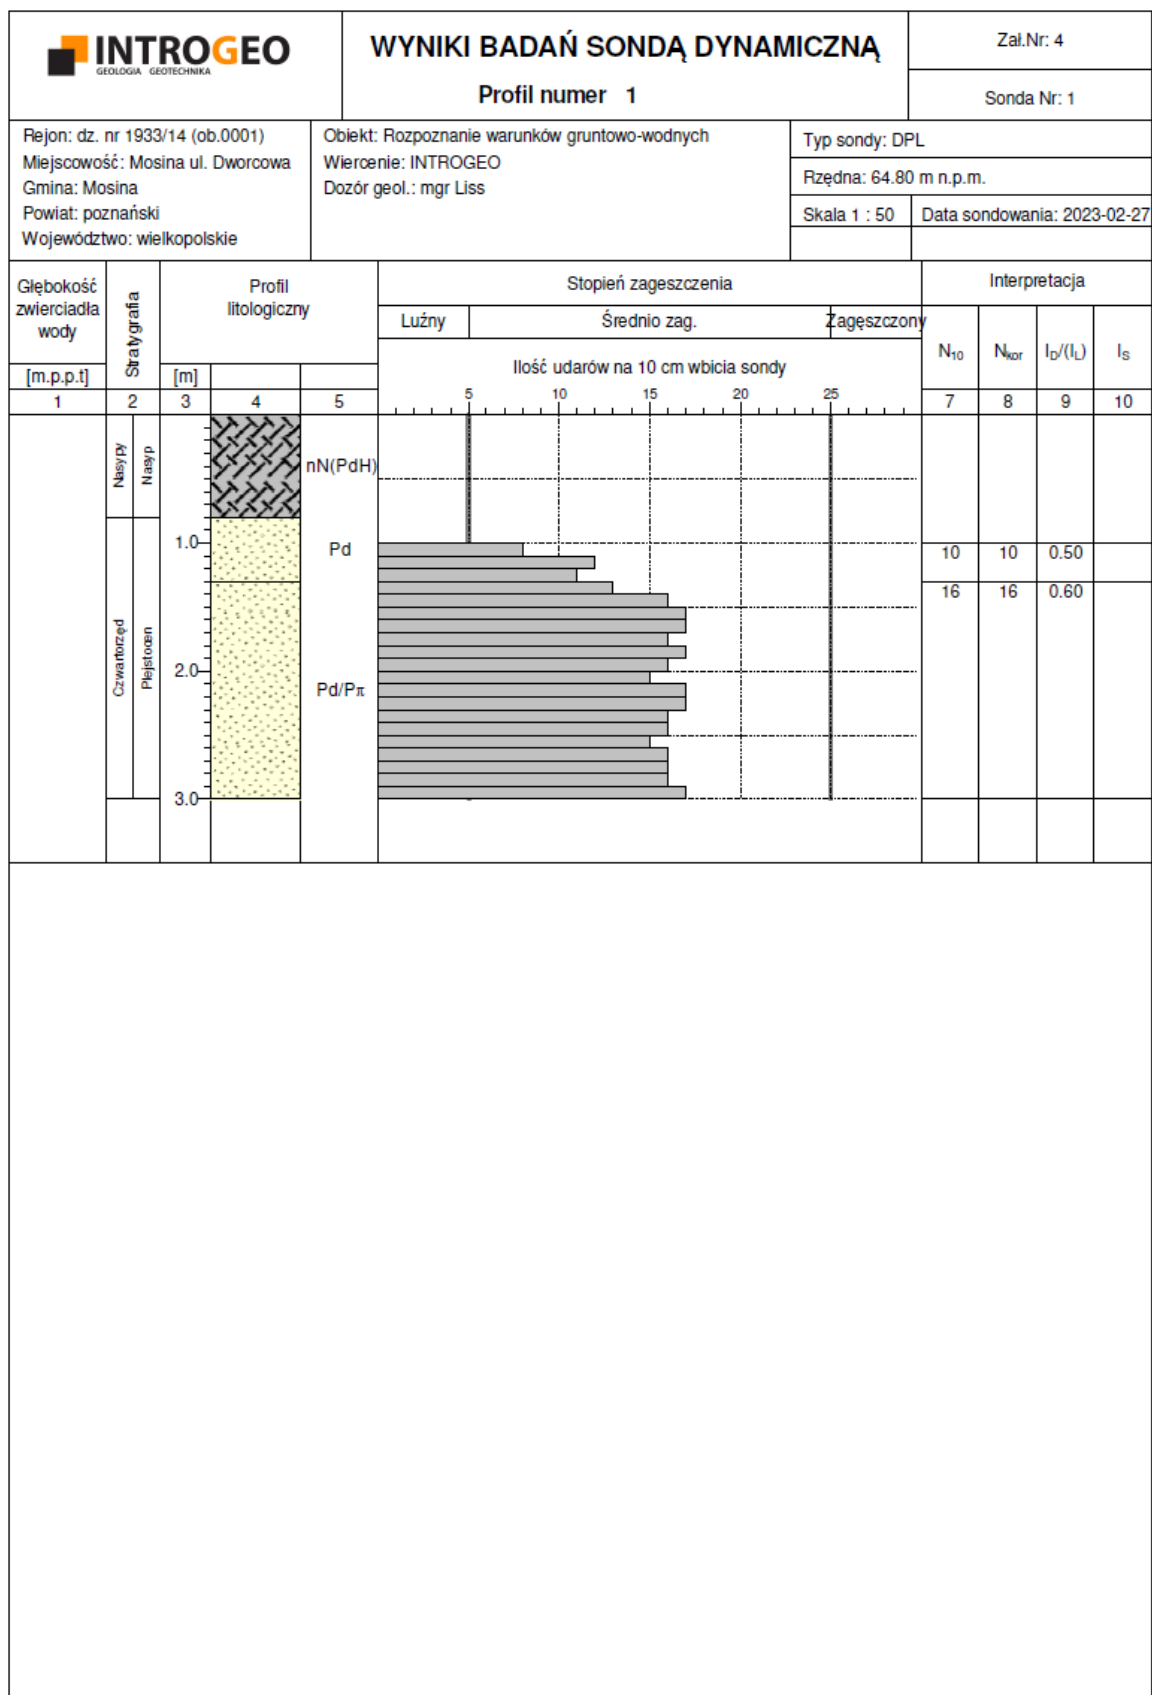 INTROGEO
GEOLOGIA GEOTECHNIKA
WYNIKI BADAŃ SONDĄ DYNAMICZNĄ
Profil numer 1
Zał.Nr: 4
Sonda Nr: 1
Rejon: dz. nr 1933/14 (ob.0001)
Miejscowość: Mosina ul. Dworcowa
Gmina: Mosina
Powiat: poznański
Województwo: wielkopolskie
Obiekt: Rozpoznanie warunków gruntowo-wodnych
Wiercenie: INTROGEO
Dozór geol.: mgr Liss
Typ sondy: DPL
Rzędna: 64.80 m n.p.m.
Skala 1 : 50
Data sondowania: 2023-02-27
Głębokość
zwierciadła
wody
[m.p.p.t]
Stratygrafia
Profil
litologiczny
[m]
Stopień zageszczenia
Luźny
Średnio zag.
Zagęszczony
Ilość udarów na 10 cm wbicia sondy
5 10 15 20 25
Interpretacja
N10 Nkor ID/(IL) IS
1 2 3 4 5 7 8 9 10
Nasypy
Nasyp
nN(PdH)
1.0
Pd
10 10 0.50
16 16 0.60
Czwartorzęd
Plejstocen
2.0
Pd/Pπ
3.0